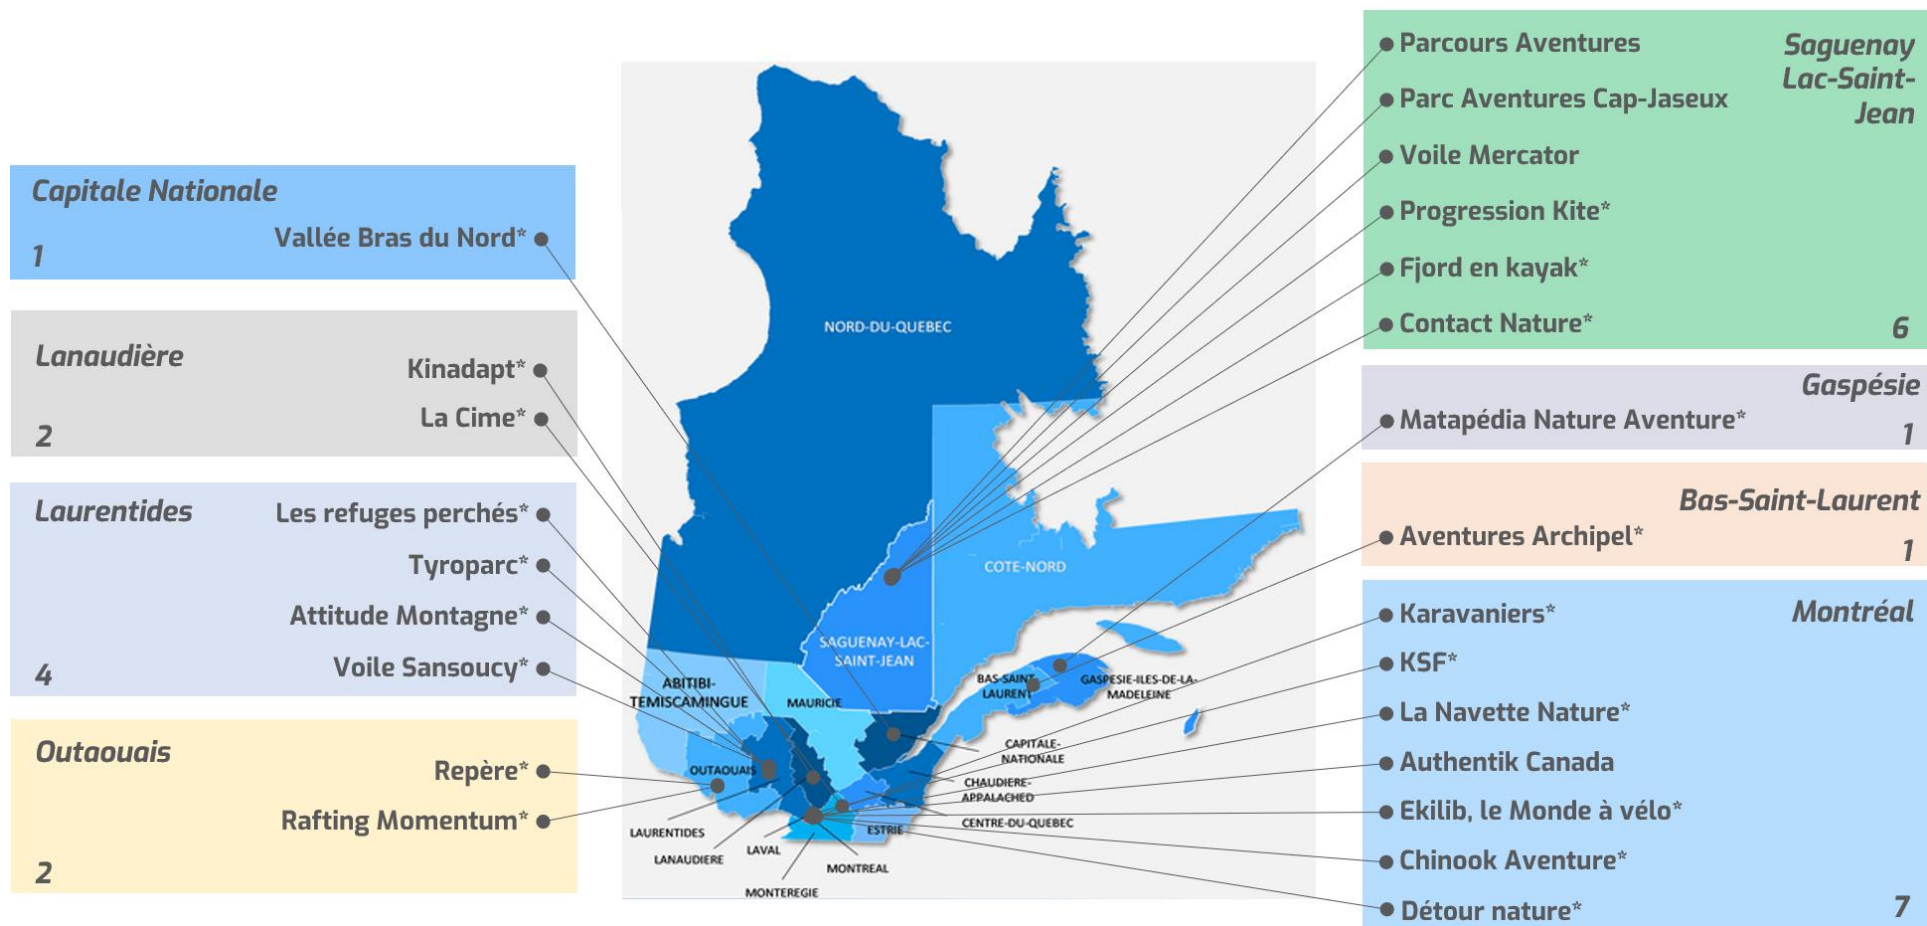 Capitale Nationale
Vallée Bras du Nord*
1
Lanaudière
Kinadapt*
La Cime*
2
Laurentides
Les refuges perchés*
Tyroparc*
Attitude Montagne*
Voile Sansoucy*
4
Outaouais
Repère*
Rafting Momentum*
2
NORD-DU-QUEBEC
COTE-NORD
SAGUENAY-LAC-
SAINT-JEAN
ABITIBI-
TEMISCAMINGUE
MAURICIE
BAS-SAINT-
LAURENT
GASPESIE-ILES-DE-LA-
MADELEINE
CAPITALE-
NATIONALE
OUTAOUAIS
CHAUDIERE-
APPALACHED
CENTRE-DU-QUEBEC
LAURENTIDES
ESTRIE
LANAUDIERE
LAVAL
MONTREAL
MONTEREGIE
Saguenay
Lac-Saint-
Jean
Parcours Aventures
Parc Aventures Cap-Jaseux
Voile Mercator
Progression Kite*
Fjord en kayak*
Contact Nature*
6
Gaspésie
Matapédia Nature Aventure*
1
Bas-Saint-Laurent
Aventures Archipel*
1
Montréal
Karavaniers*
KSF*
La Navette Nature*
Authentik Canada
Ekilib, le Monde à vélo*
Chinook Aventure*
Détour nature*
7